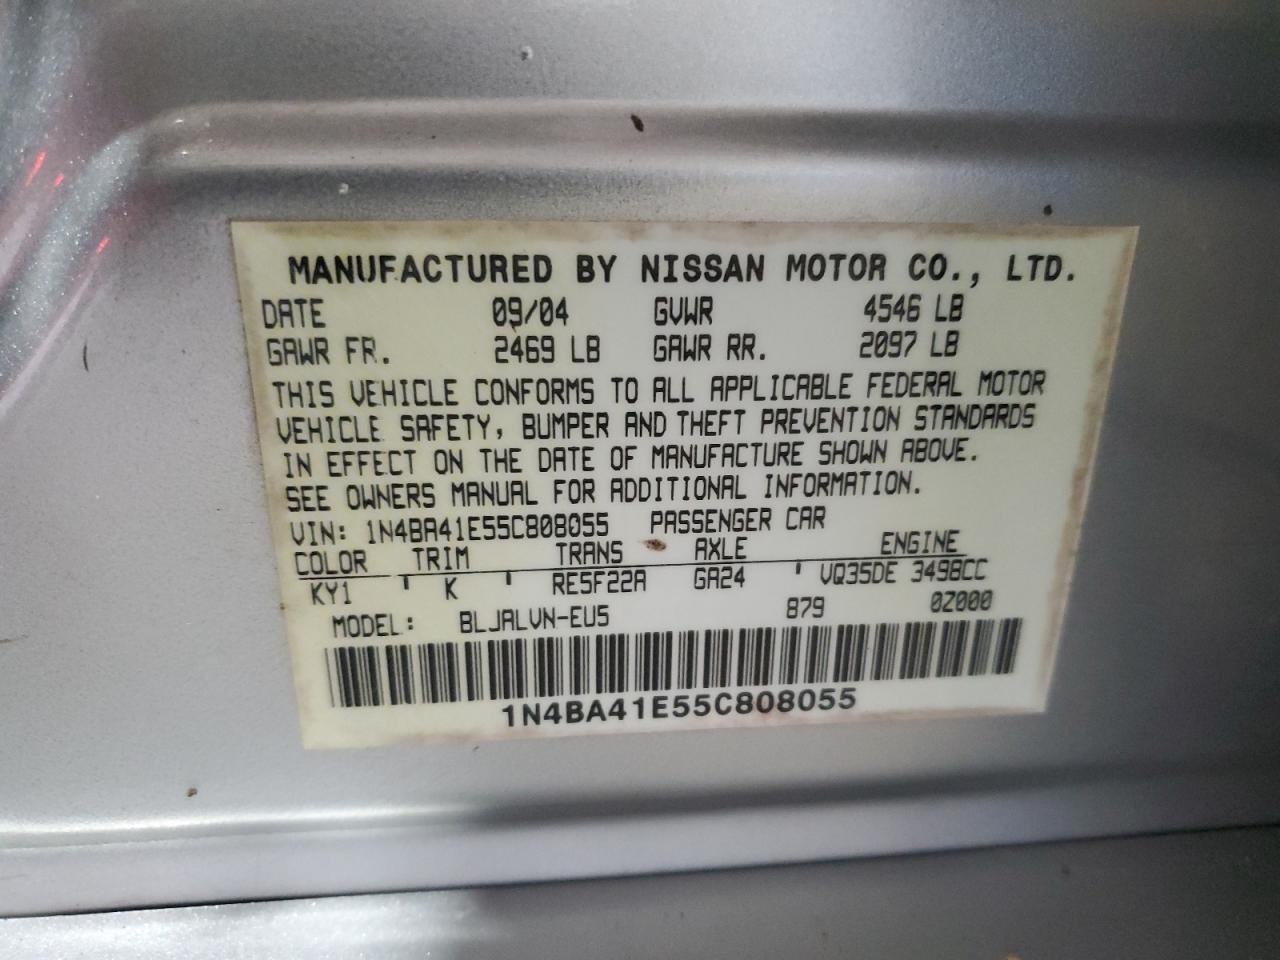 MANUFACTURED BY NISSAN MOTOR CO., LTD.
DATE 09/04 GVWR 4546 LB
GAWR FR. 2469 LB GAWR RR. 2097 LB
THIS VEHICLE CONFORMS TO ALL APPLICABLE FEDERAL MOTOR
VEHICLE SAFETY, BUMPER AND THEFT PREVENTION STANDARDS
IN EFFECT ON THE DATE OF MANUFACTURE SHOWN ABOVE.
SEE OWNERS MANUAL FOR ADDITIONAL INFORMATION.
VIN: 1N4BA41E55C808055 PASSENGER CAR
COLOR TRIM TRANS AXLE ENGINE
KY1 K RE5F22A GA24 VQ35DE 3498CC
MODEL: BLJALVN-EU5 879 0Z000
1N4BA41E55C808055